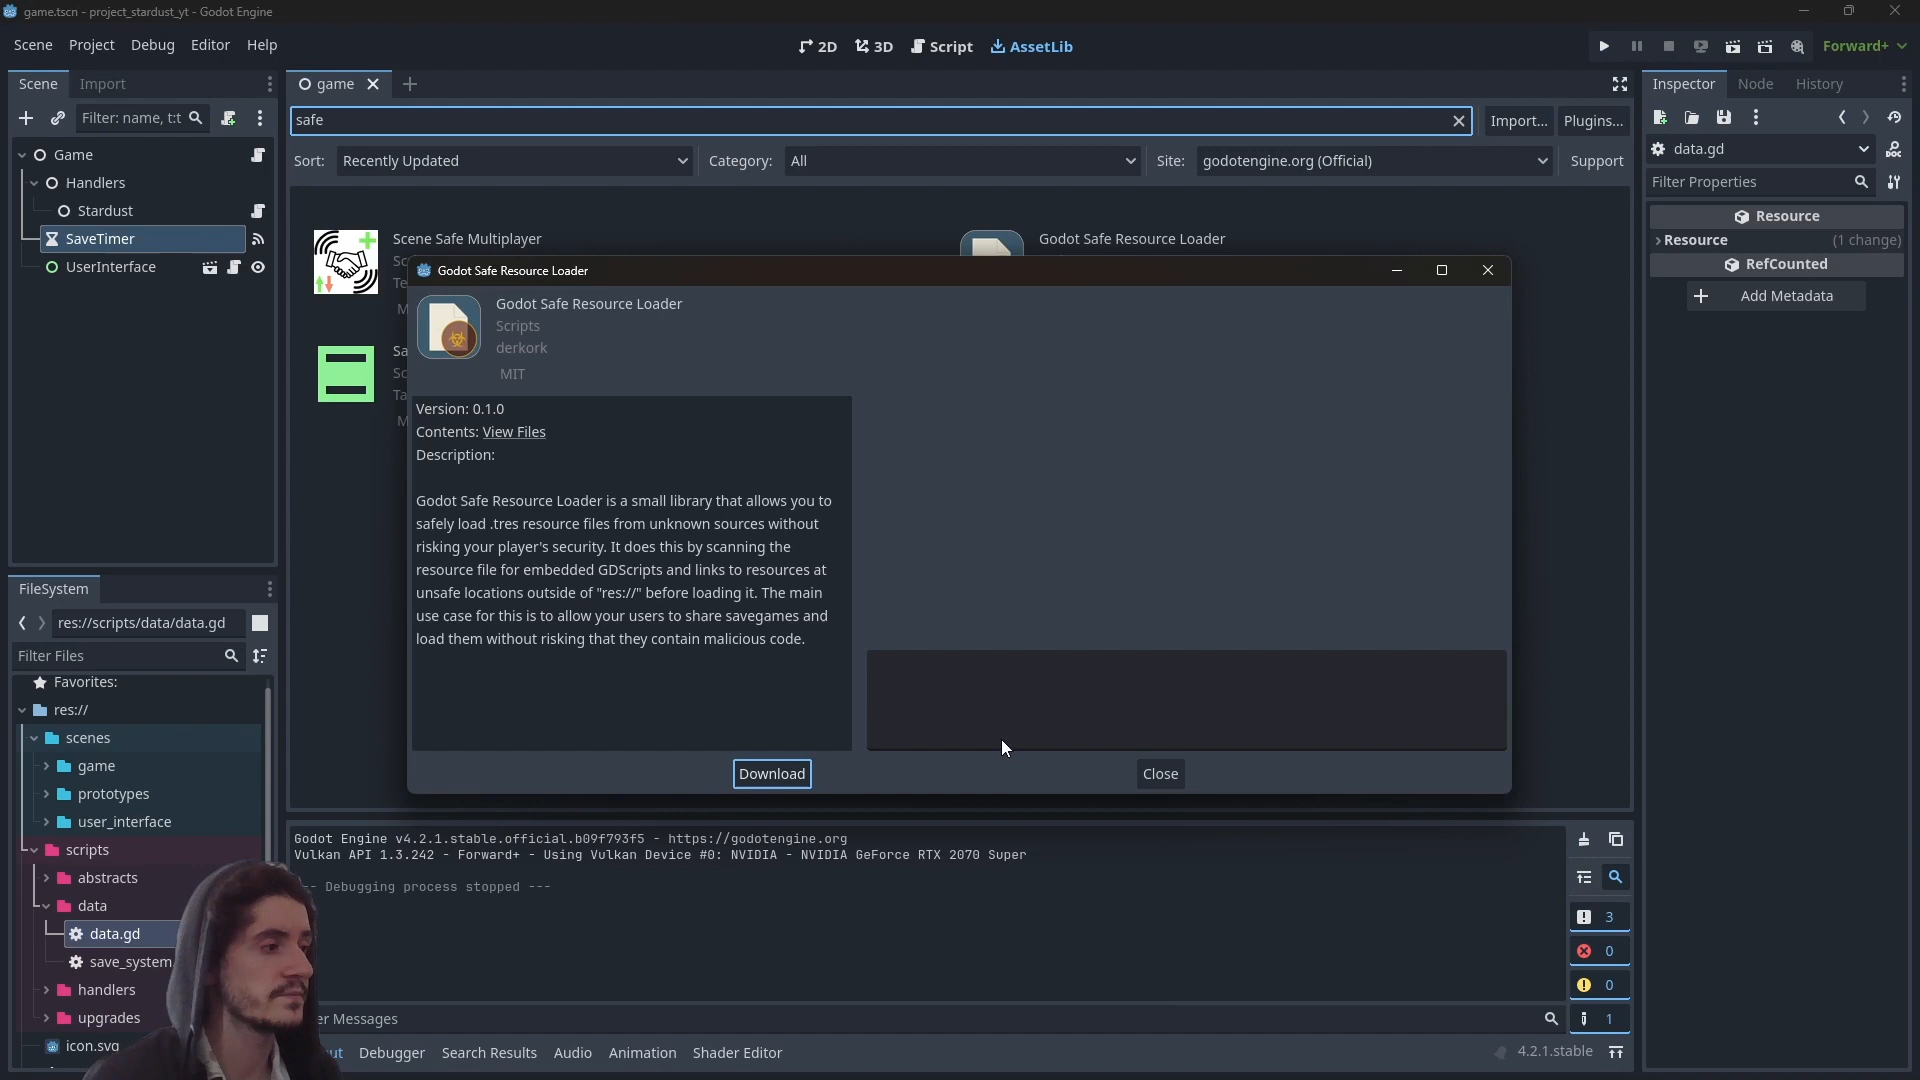 game.tscn - project_stardust_yt - Godot Engine
Scene Project Debug Editor Help
2D 3D Script AssetLib
Forward+
Scene Import
game
Inspector Node History
Filter: name, t:t
safe
Import... Plugins...
Sort: Recently Updated Category: All Site: godotengine.org (Official) Support
data.gd
Filter Properties
Game
Handlers
Stardust
SaveTimer
UserInterface
Resource
Resource (1 change)
RefCounted
Add Metadata
Scene Safe Multiplayer
Sc
Te
M
Godot Safe Resource Loader
Sa
Sc
Ta
M
Godot Safe Resource Loader
Godot Safe Resource Loader
Scripts
derkork
MIT
Version: 0.1.0
Contents: View Files
Description:
Godot Safe Resource Loader is a small library that allows you to
safely load .tres resource files from unknown sources without
risking your player's security. It does this by scanning the
resource file for embedded GDScripts and links to resources at
unsafe locations outside of "res://" before loading it. The main
use case for this is to allow your users to share savegames and
load them without risking that they contain malicious code.
Download Close
FileSystem
res://scripts/data/data.gd
Filter Files
Favorites:
res://
scenes
game
prototypes
user_interface
scripts
abstracts
data
data.gd
save_system.
handlers
upgrades
icon.svg
Godot Engine v4.2.1.stable.official.b09f793f5 - https://godotengine.org
Vulkan API 1.3.242 - Forward+ - Using Vulkan Device #0: NVIDIA - NVIDIA GeForce RTX 2070 Super
-- Debugging process stopped ---
3
0
0
1
er Messages
ut Debugger Search Results Audio Animation Shader Editor
4.2.1.stable